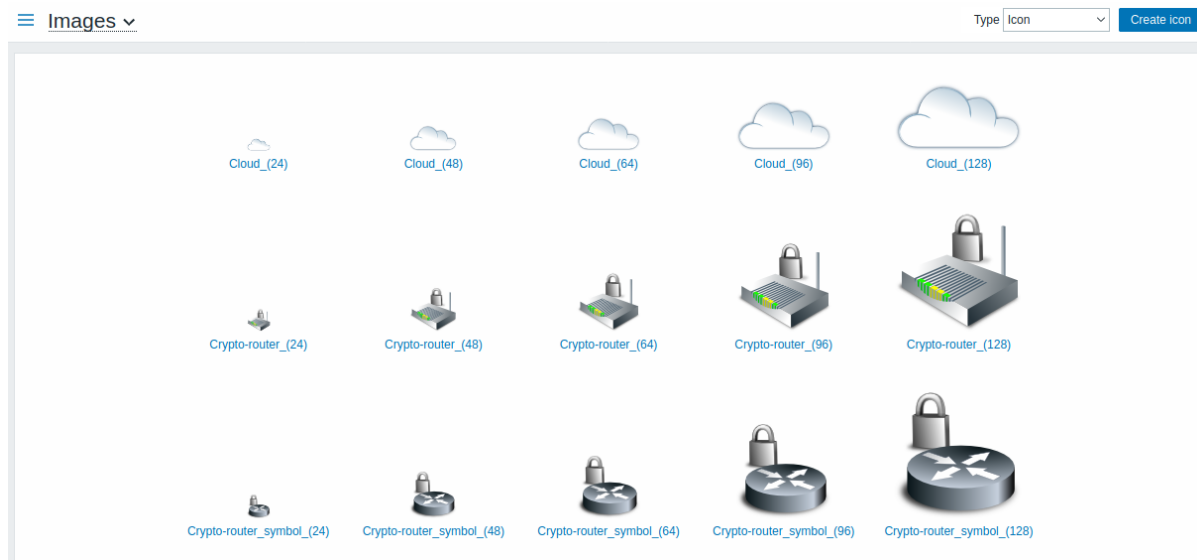 Images
Type Icon Create icon
Cloud_(24) Cloud_(48) Cloud_(64) Cloud_(96) Cloud_(128)
Crypto-router_(24) Crypto-router_(48) Crypto-router_(64) Crypto-router_(96) Crypto-router_(128)
Crypto-router_symbol_(24) Crypto-router_symbol_(48) Crypto-router_symbol_(64) Crypto-router_symbol_(96) Crypto-router_symbol_(128)